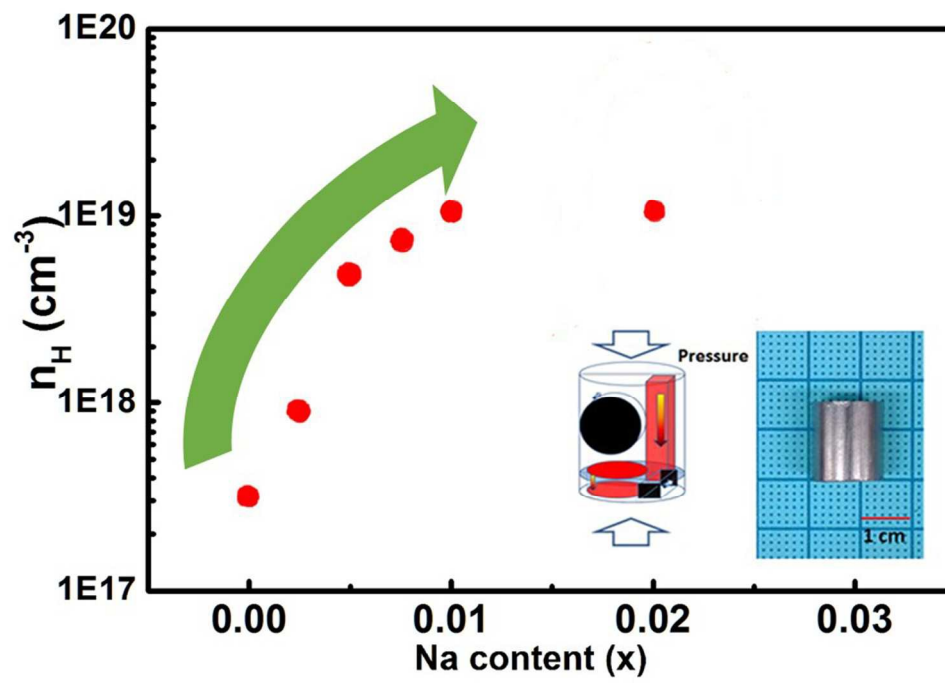 1E20
1E19
1E18
1E17
n_H (cm^-3)
Pressure
1 cm
0.00 0.01 0.02 0.03
Na content (x)